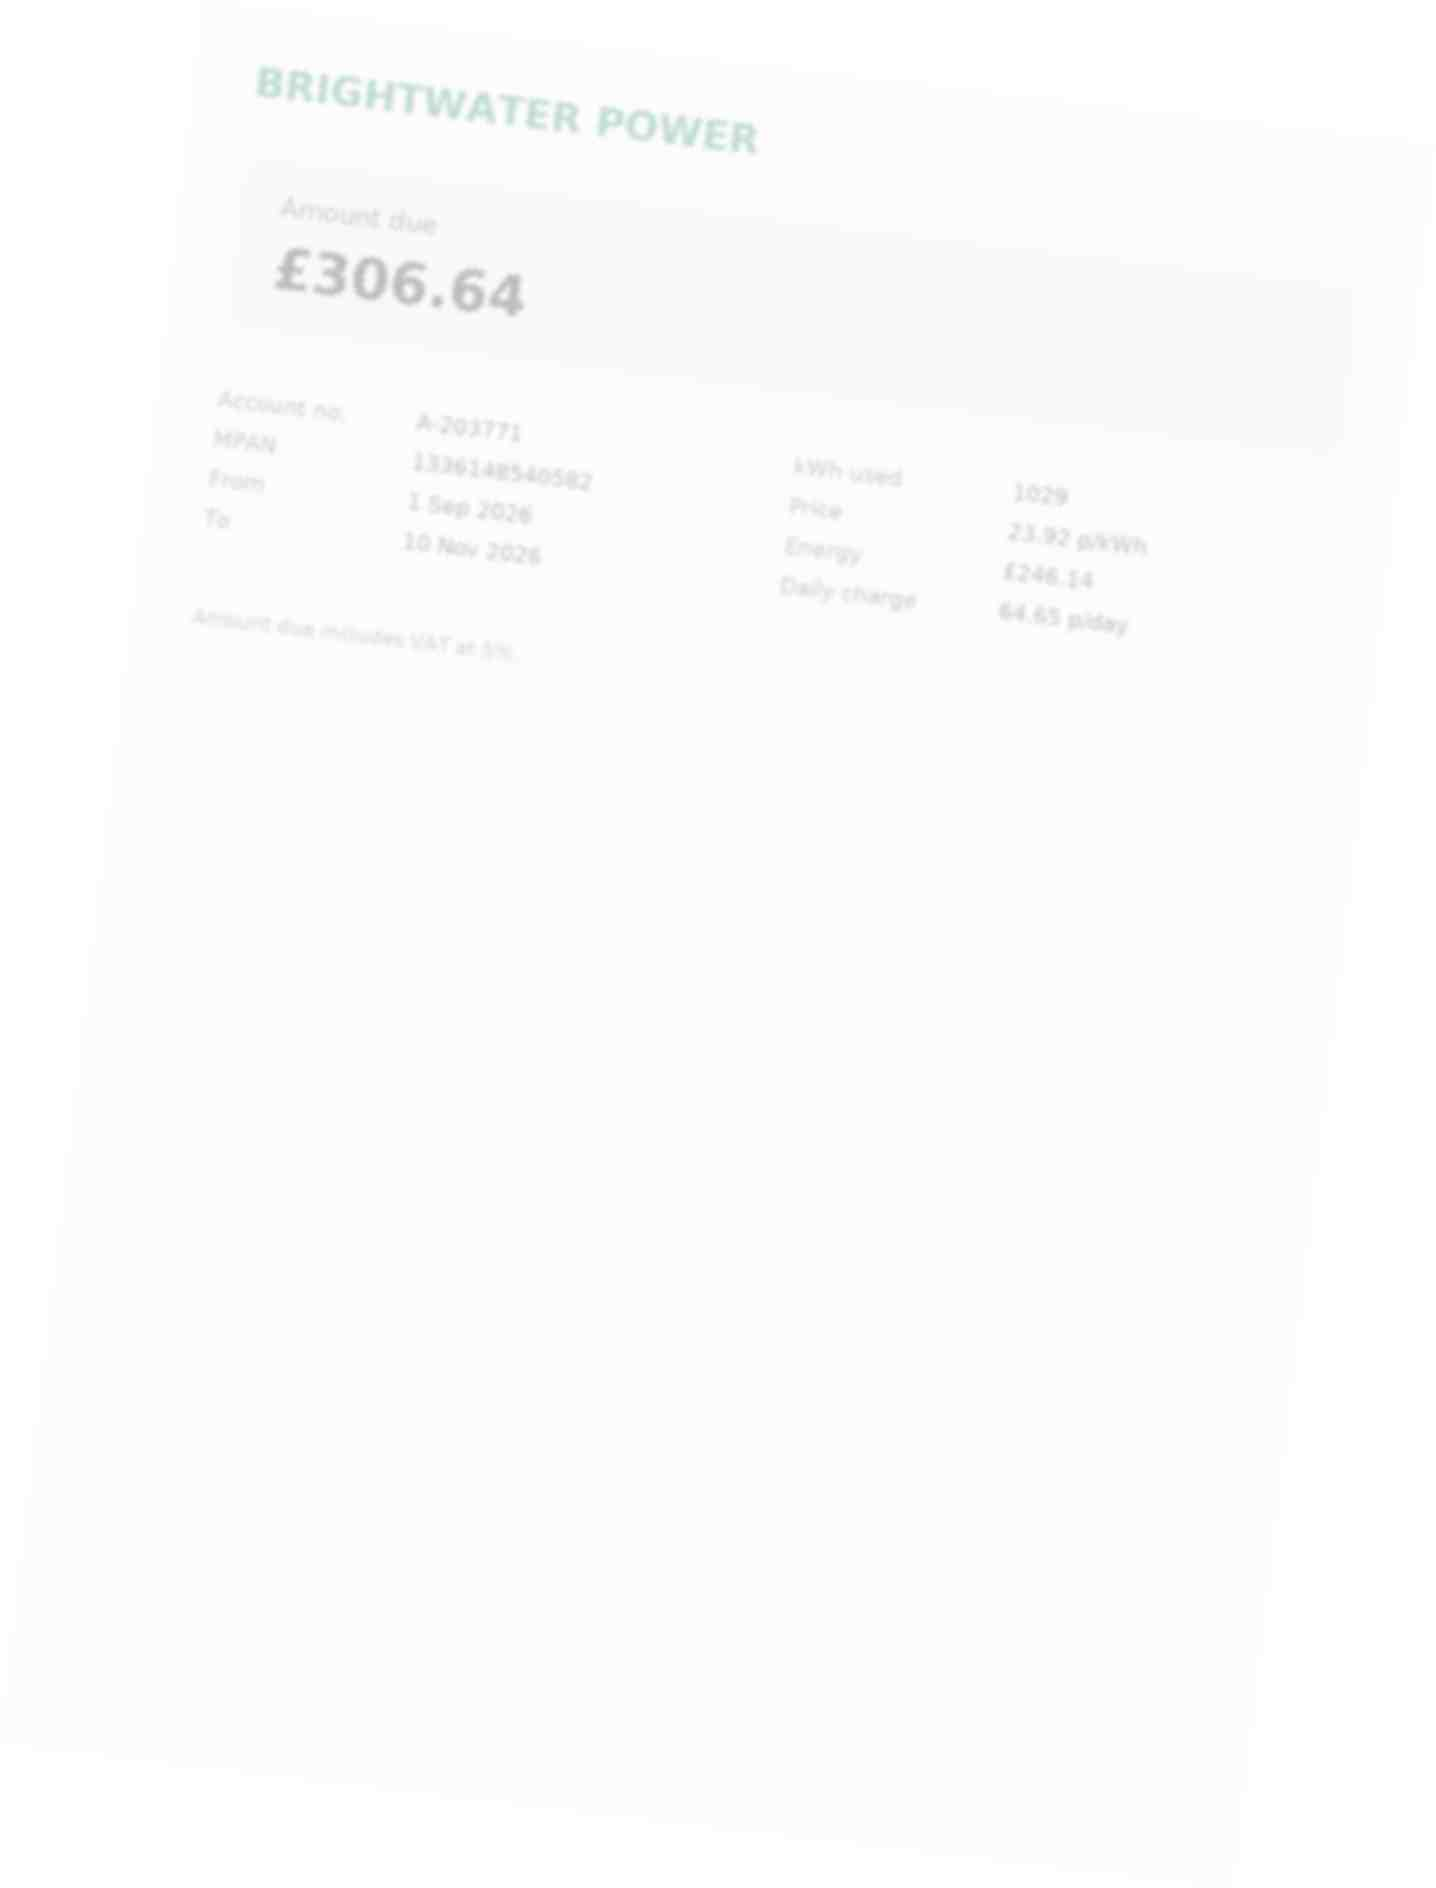 BRIGHTWATER POWER
Amount due
£306.64
Account no. A-203771
MPAN 1336148540582
From 1 Sep 2026
To 10 Nov 2026
kWh used 1029
Price 23.92 p/kWh
Energy £246.14
Daily charge 64.65 p/day
Amount due includes VAT at 5%.